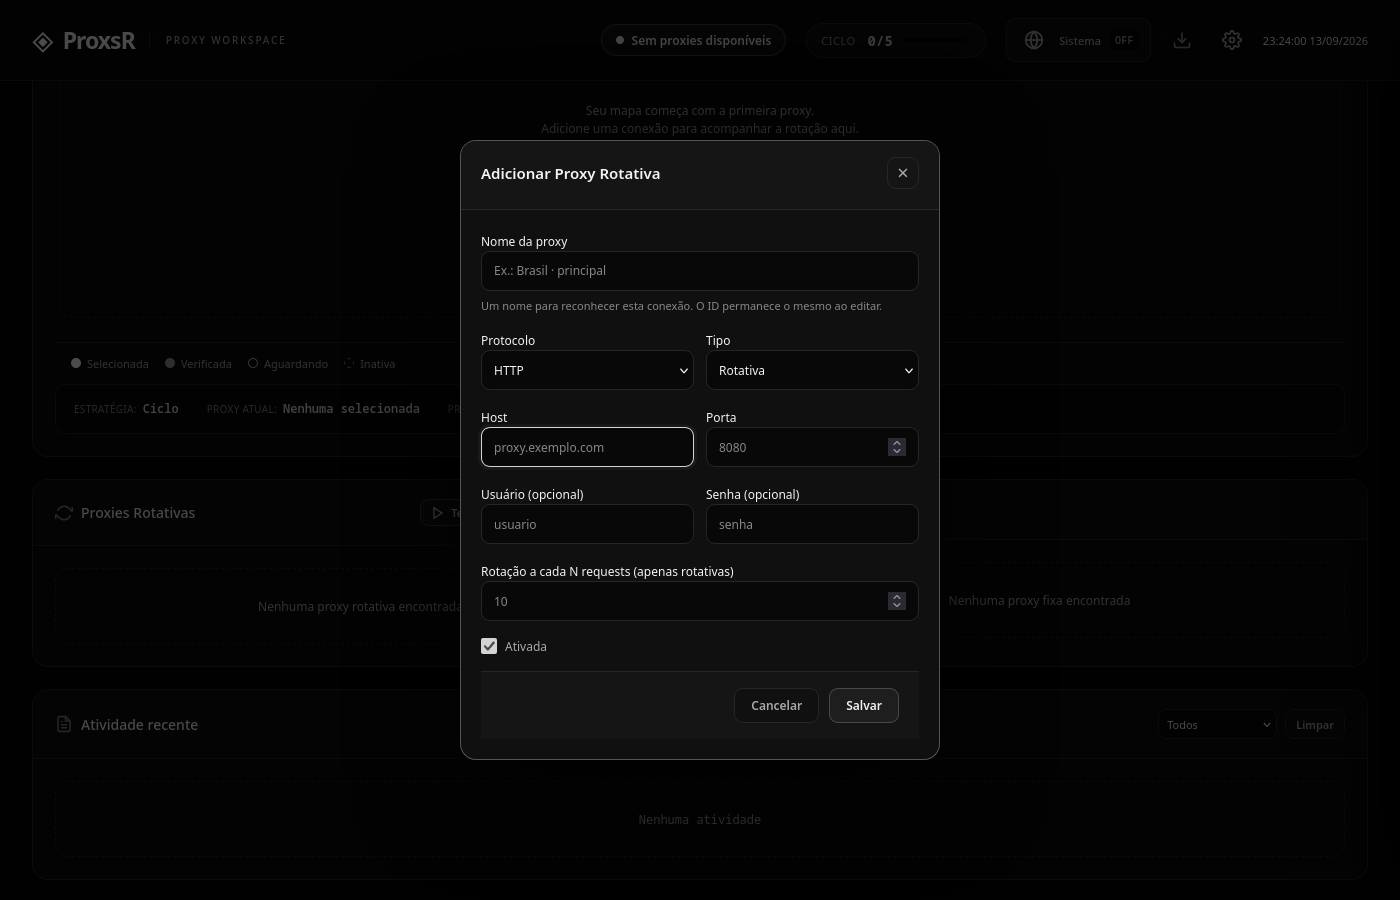 ProxsR
PROXY WORKSPACE
Sem proxies disponíveis
CICLO 0/5
Sistema OFF
23:24:00 13/09/2026
Seu mapa começa com a primeira proxy.
Adicione uma conexão para acompanhar a rotação aqui.
Adicionar Proxy Rotativa
Nome da proxy
Ex.: Brasil · principal
Um nome para reconhecer esta conexão. O ID permanece o mesmo ao editar.
Protocolo
Tipo
HTTP
Rotativa
Host
Porta
proxy.exemplo.com
8080
Usuário (opcional)
Senha (opcional)
usuario
senha
Rotação a cada N requests (apenas rotativas)
10
Ativada
Cancelar
Salvar
Selecionada
Verificada
Aguardando
Inativa
ESTRATÉGIA: Ciclo
PROXY ATUAL: Nenhuma selecionada
Proxies Rotativas
Nenhuma proxy rotativa encontrada
Nenhuma proxy fixa encontrada
Atividade recente
Todos
Limpar
Nenhuma atividade